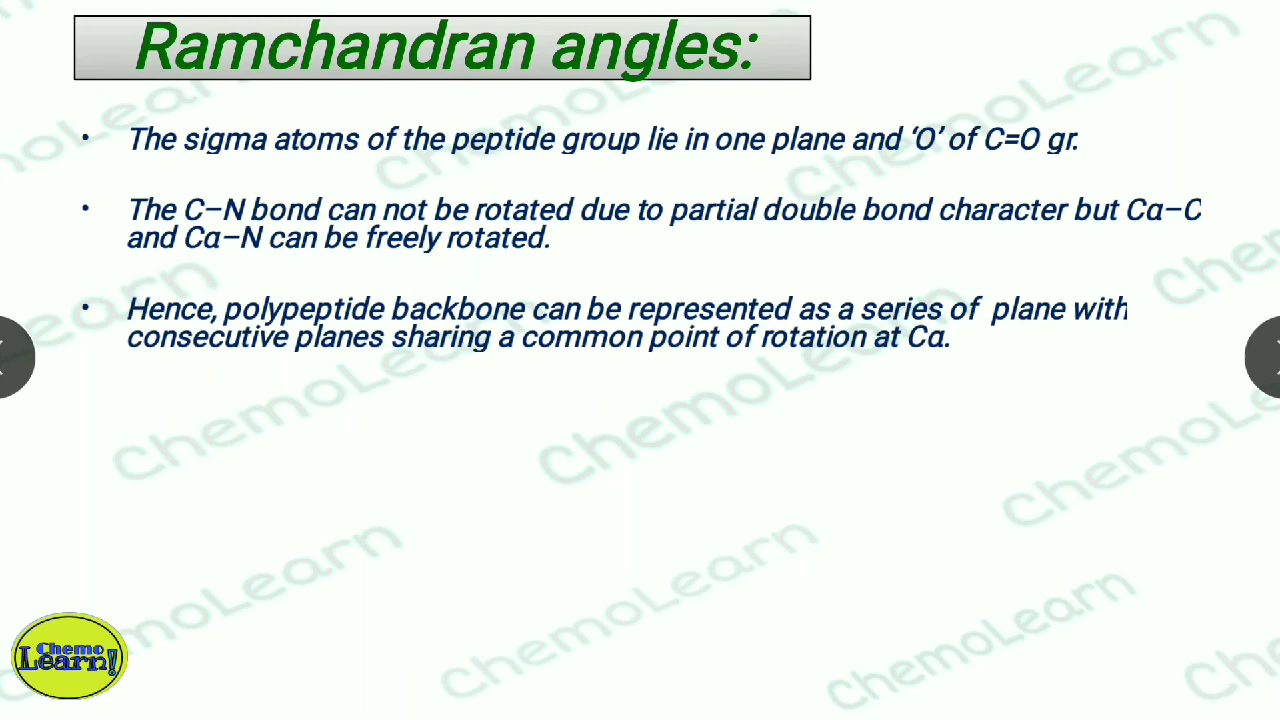 Ramchandran angles:
• The sigma atoms of the peptide group lie in one plane and ‘O’ of C=O gr.
• The C–N bond can not be rotated due to partial double bond character but Cα–C
and Cα–N can be freely rotated.
• Hence, polypeptide backbone can be represented as a series of plane with
consecutive planes sharing a common point of rotation at Cα.
ChemoLearn
Chemo
Learn!